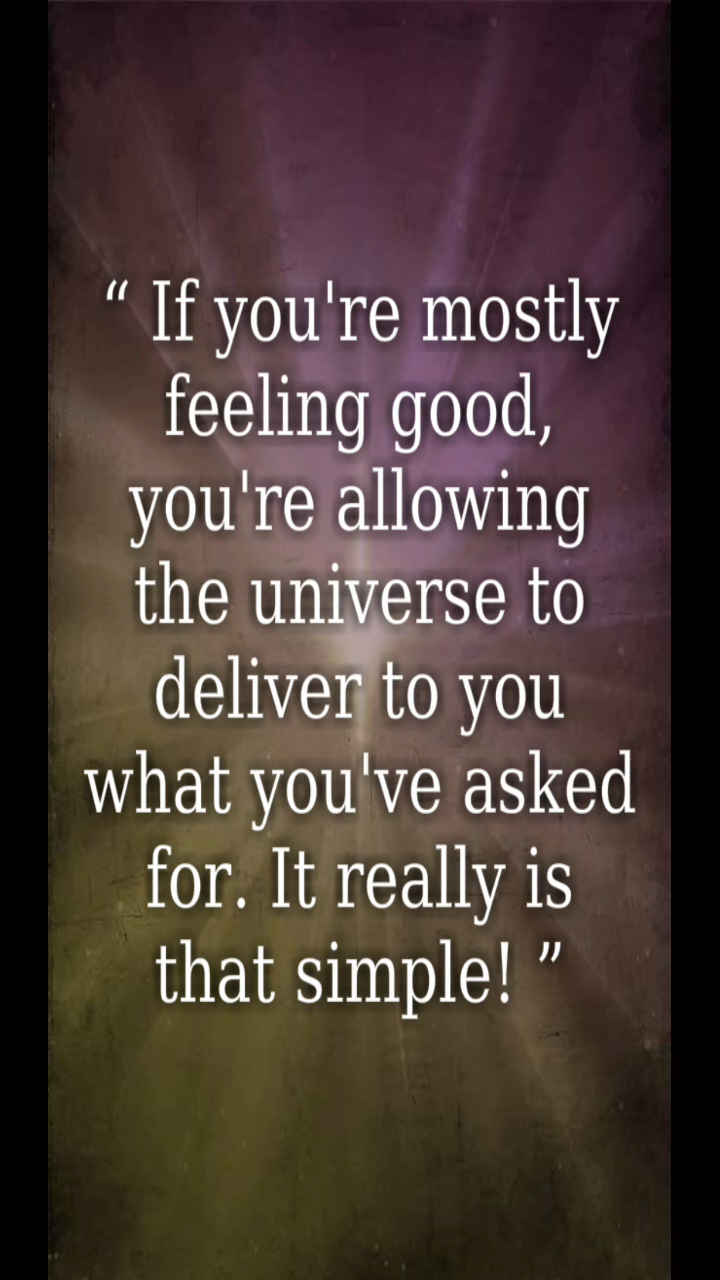 “ If you're mostly
feeling good,
you're allowing
the universe to
deliver to you
what you've asked
for. It really is
that simple! ”